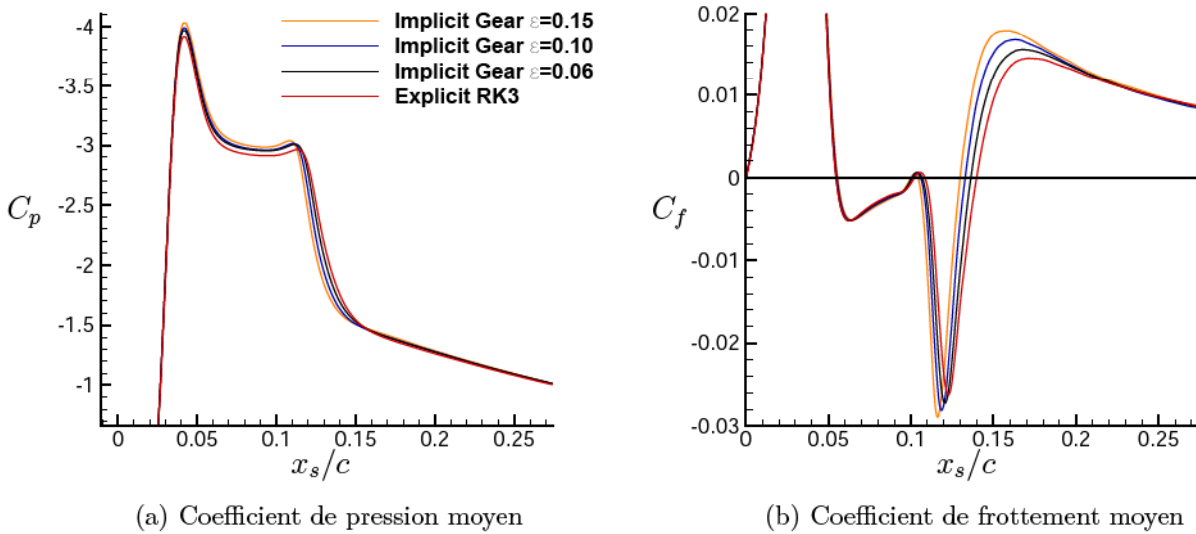 Implicit Gear ε=0.15
Implicit Gear ε=0.10
Implicit Gear ε=0.06
Explicit RK3
-4
-3.5
-3
-2.5
-2
-1.5
-1
C_p
0
0.05
0.1
0.15
0.2
0.25
x_s/c
(a) Coefficient de pression moyen
0.02
0.01
0
-0.01
-0.02
-0.03
C_f
0
0.05
0.1
0.15
0.2
0.25
x_s/c
(b) Coefficient de frottement moyen